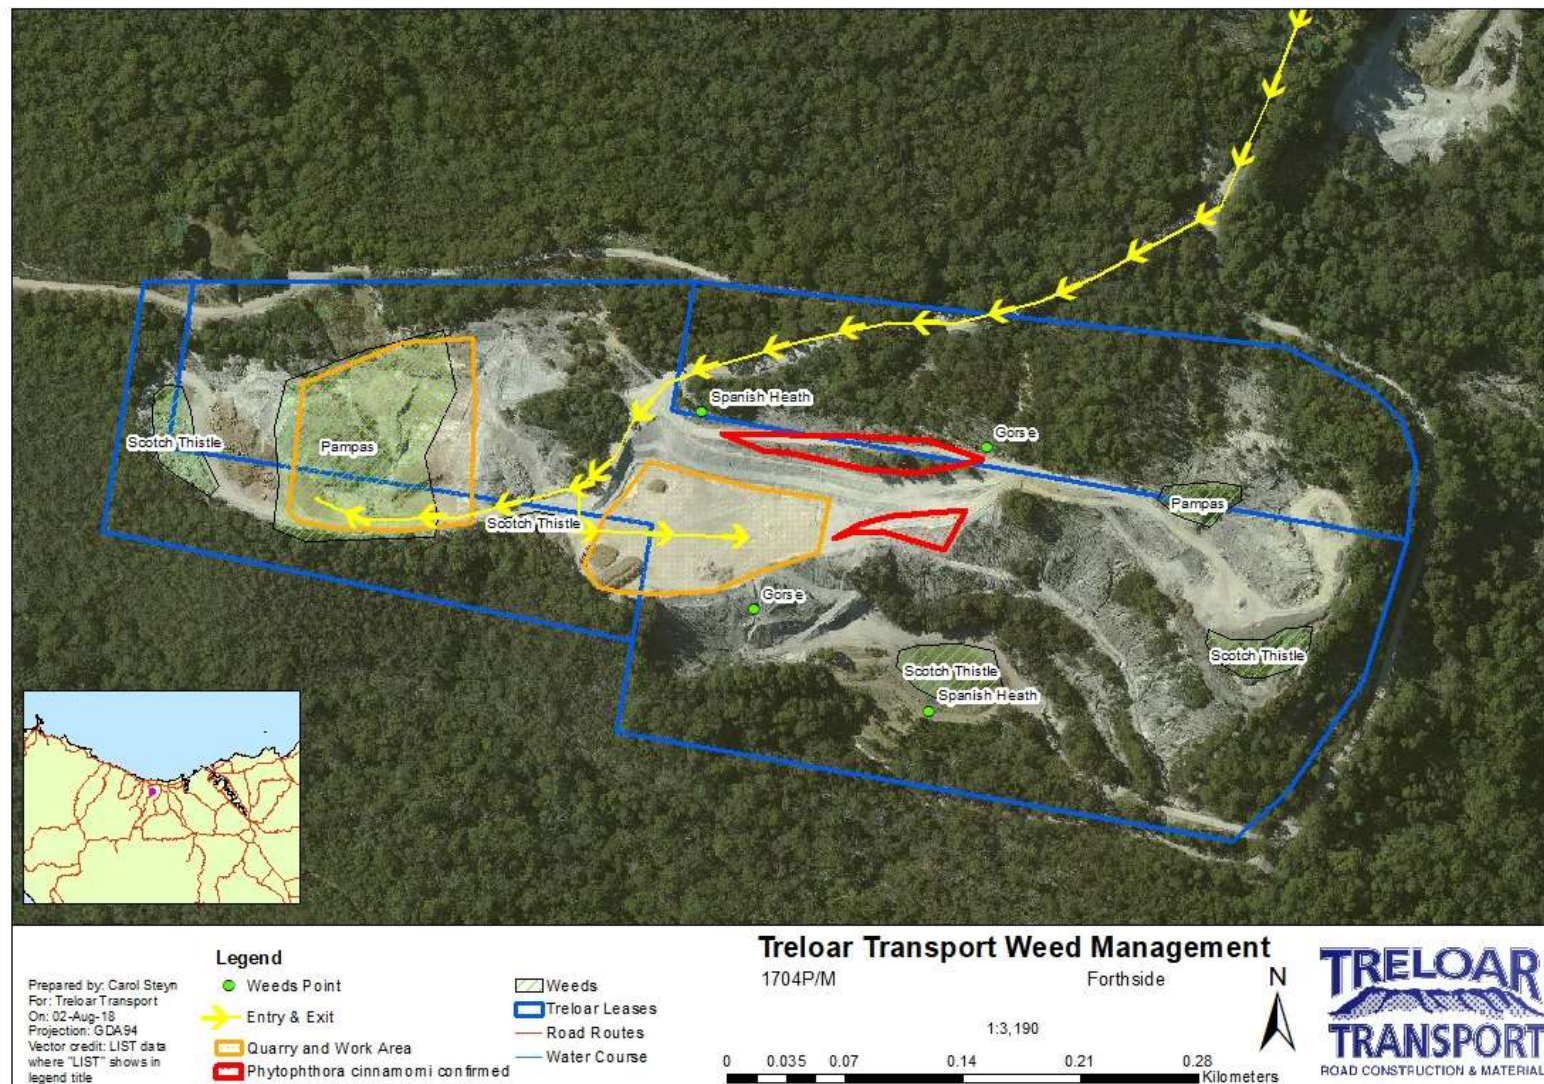 Spanish Heath
Gorse
Scotch Thistle
Pampas
Pampas
Scotch Thistle
Gorse
Scotch Thistle
Scotch Thistle
Spanish Heath
Treloar Transport Weed Management
1704P/M
Forthside
N
1:3,190
0 0.035 0.07 0.14 0.21 0.28
Kilometers
Prepared by: Carol Steyn
For: Treloar Transport
On: 02-Aug-18
Projection: GDA94
Vector credit: LIST data
where "LIST" shows in
legend title
Legend
Weeds Point
Entry & Exit
Quarry and Work Area
Phytophthora cinnamomi confirmed
Weeds
Treloar Leases
Road Routes
Water Course
TRELOAR
TRANSPORT
ROAD CONSTRUCTION & MATERIAL